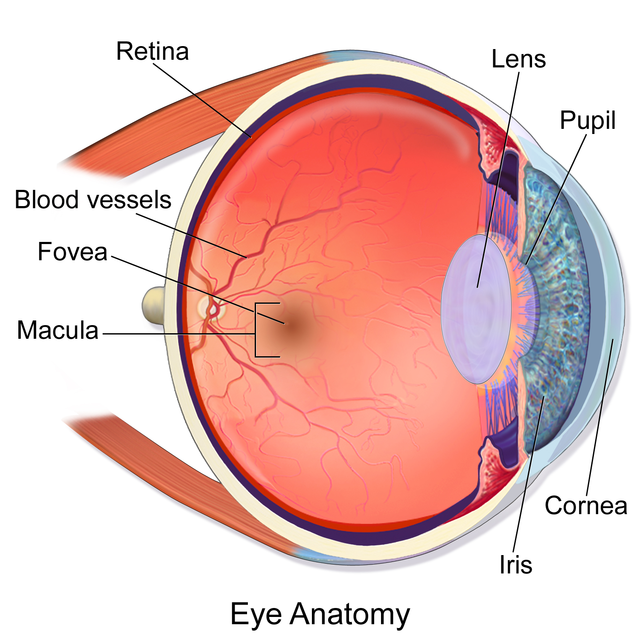 Retina
Lens
Pupil
Blood vessels
Fovea
Macula
Cornea
Iris
Eye Anatomy